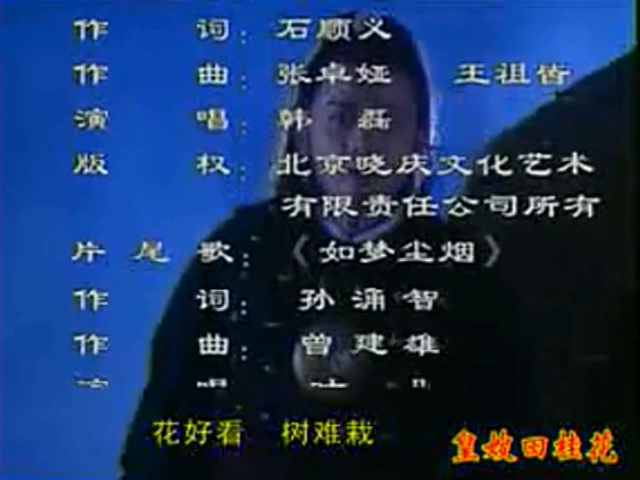 作 词：石顺义
作 曲：张卓娅 王祖皆
演 唱：韩 磊
版 权：北京晓庆文化艺术
有限责任公司所有
片尾歌：《如梦尘烟》
作 词：孙涌智
作 曲：曾建雄
演 唱：
花好看 树难栽
皇嫂田桂花